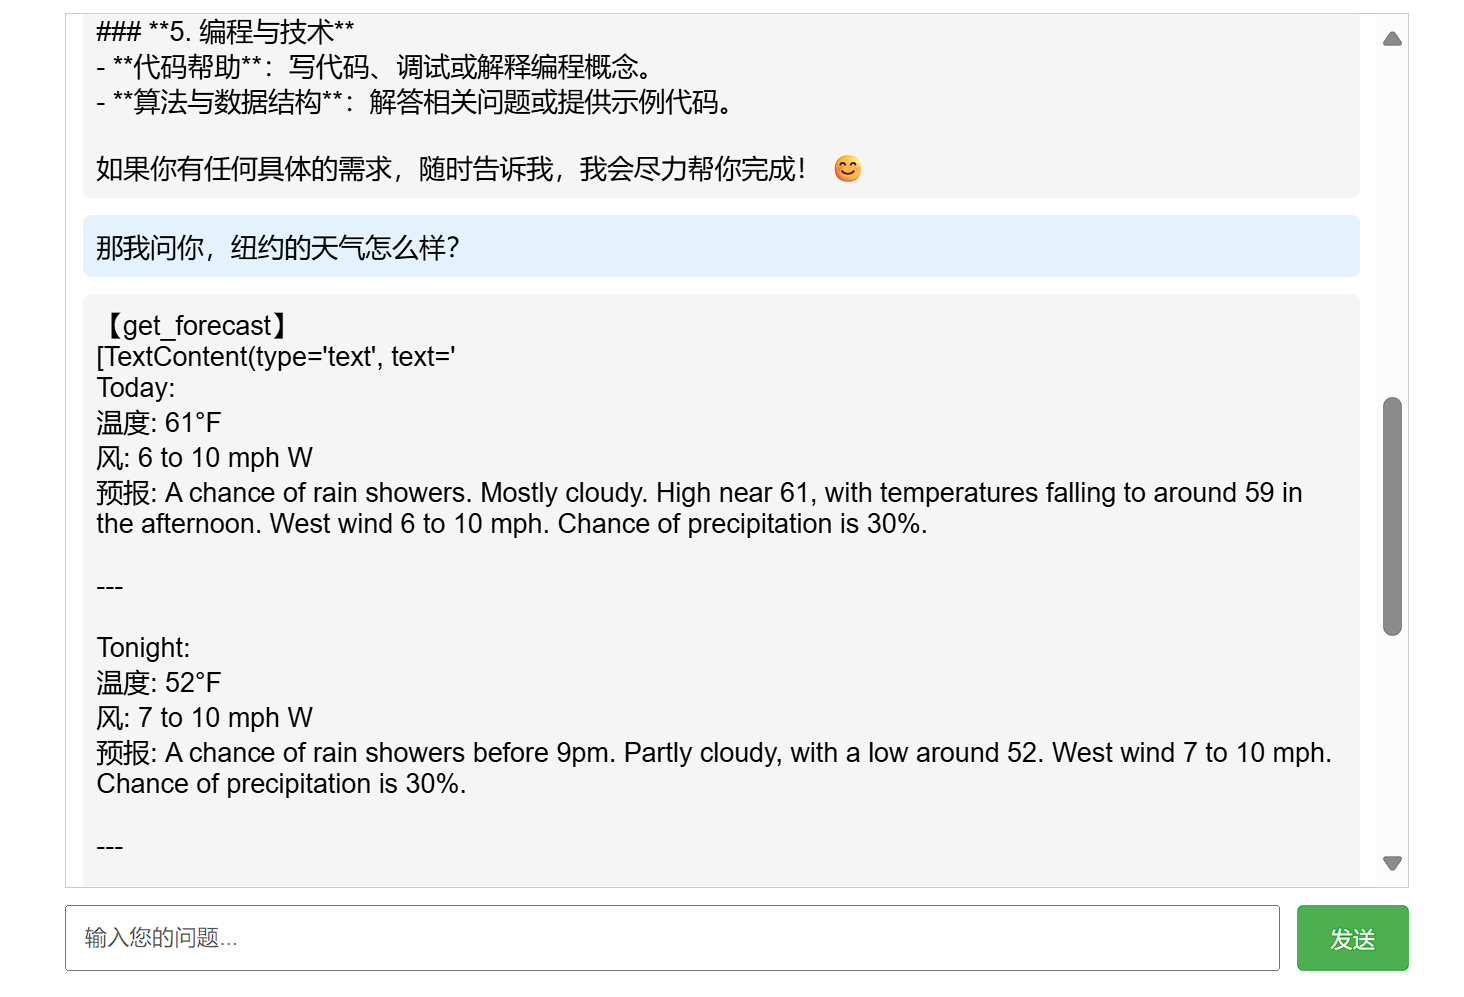 ### **5. 编程与技术**
- **代码帮助**：写代码、调试或解释编程概念。
- **算法与数据结构**：解答相关问题或提供示例代码。
如果你有任何具体的需求，随时告诉我，我会尽力帮你完成！ 😊
那我问你，纽约的天气怎么样？
【get_forecast】
[TextContent(type='text', text='
Today:
温度: 61°F
风: 6 to 10 mph W
预报: A chance of rain showers. Mostly cloudy. High near 61, with temperatures falling to around 59 in
the afternoon. West wind 6 to 10 mph. Chance of precipitation is 30%.
---
Tonight:
温度: 52°F
风: 7 to 10 mph W
预报: A chance of rain showers before 9pm. Partly cloudy, with a low around 52. West wind 7 to 10 mph.
Chance of precipitation is 30%.
---
输入您的问题...
发送